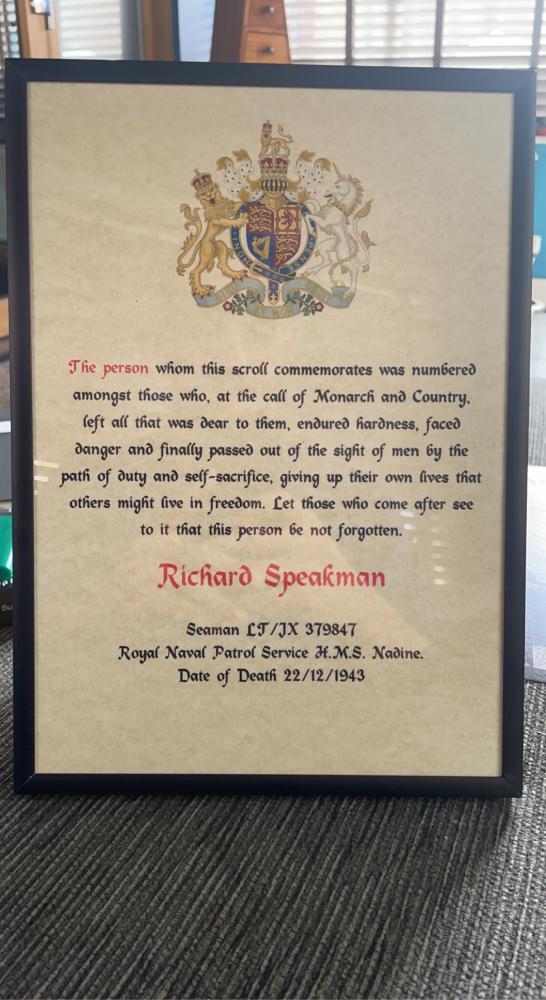 The person whom this scroll commemorates was numbered
amongst those who, at the call of Monarch and Country,
left all that was dear to them, endured hardness, faced
danger and finally passed out of the sight of men by the
path of duty and self-sacrifice, giving up their own lives that
others might live in freedom. Let those who come after see
to it that this person be not forgotten.
Richard Speakman
Seaman LT/JX 379847
Royal Naval Patrol Service H.M.S. Nadine.
Date of Death 22/12/1943